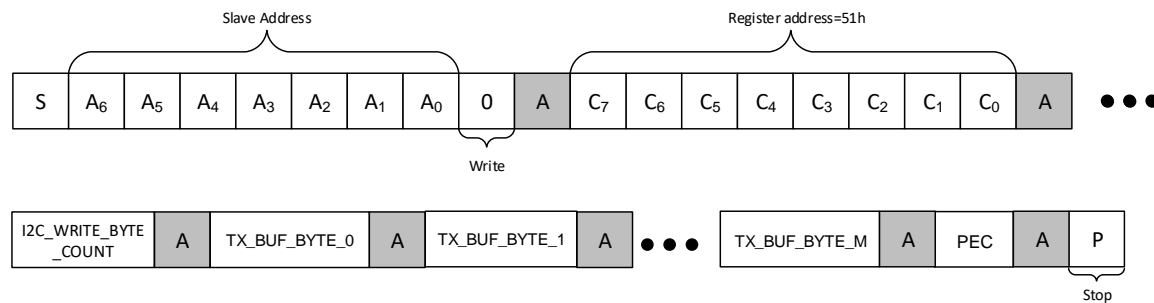 Slave Address Register address=51h
S A₆ A₅ A₄ A₃ A₂ A₁ A₀ 0 A C₇ C₆ C₅ C₄ C₃ C₂ C₁ C₀ A
Write
I2C_WRITE_BYTE
_COUNT A TX_BUF_BYTE_0 A TX_BUF_BYTE_1 A TX_BUF_BYTE_M A PEC A P
Stop